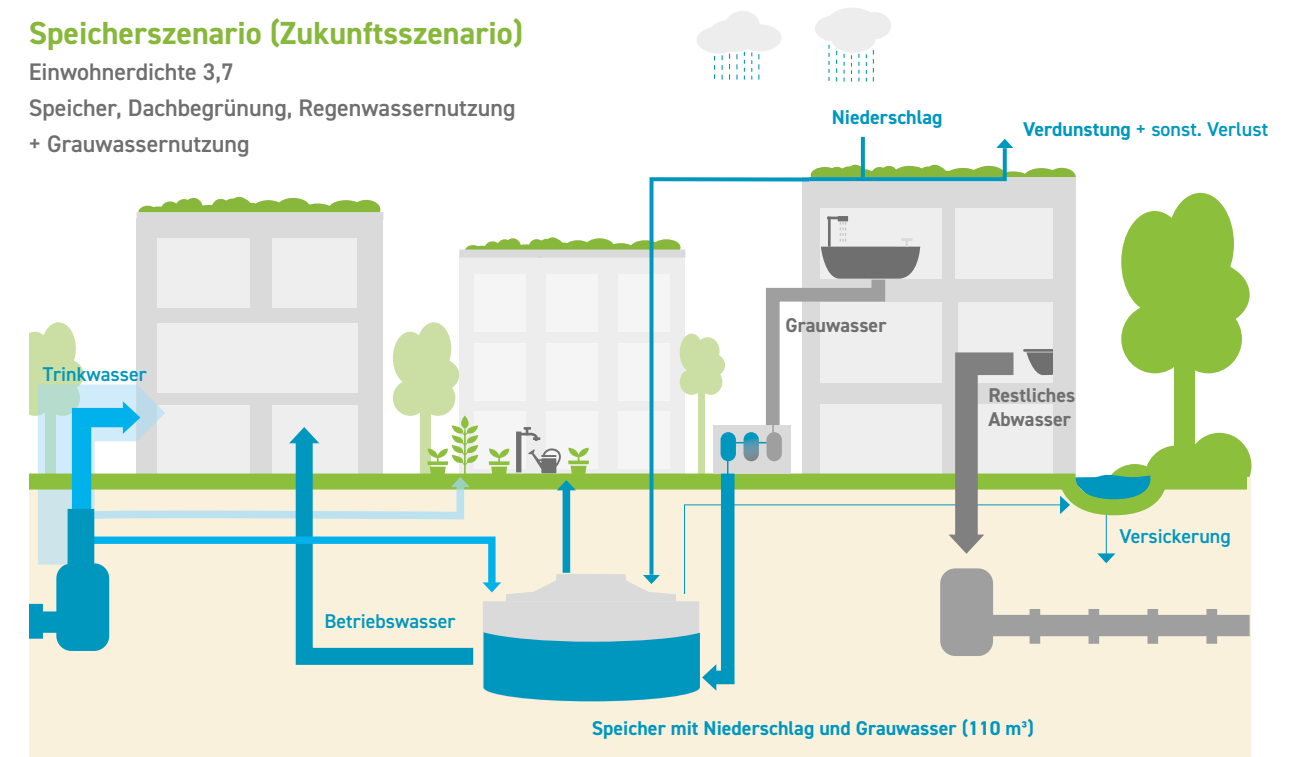 Speicherszenario (Zukunftsszenario)
Einwohnerdichte 3,7
Speicher, Dachbegrünung, Regenwassernutzung
+ Grauwassernutzung
Niederschlag
Verdunstung + sonst. Verlust
Grauwasser
Trinkwasser
Restliches
Abwasser
Versickerung
Betriebswasser
Speicher mit Niederschlag und Grauwasser (110 m³)